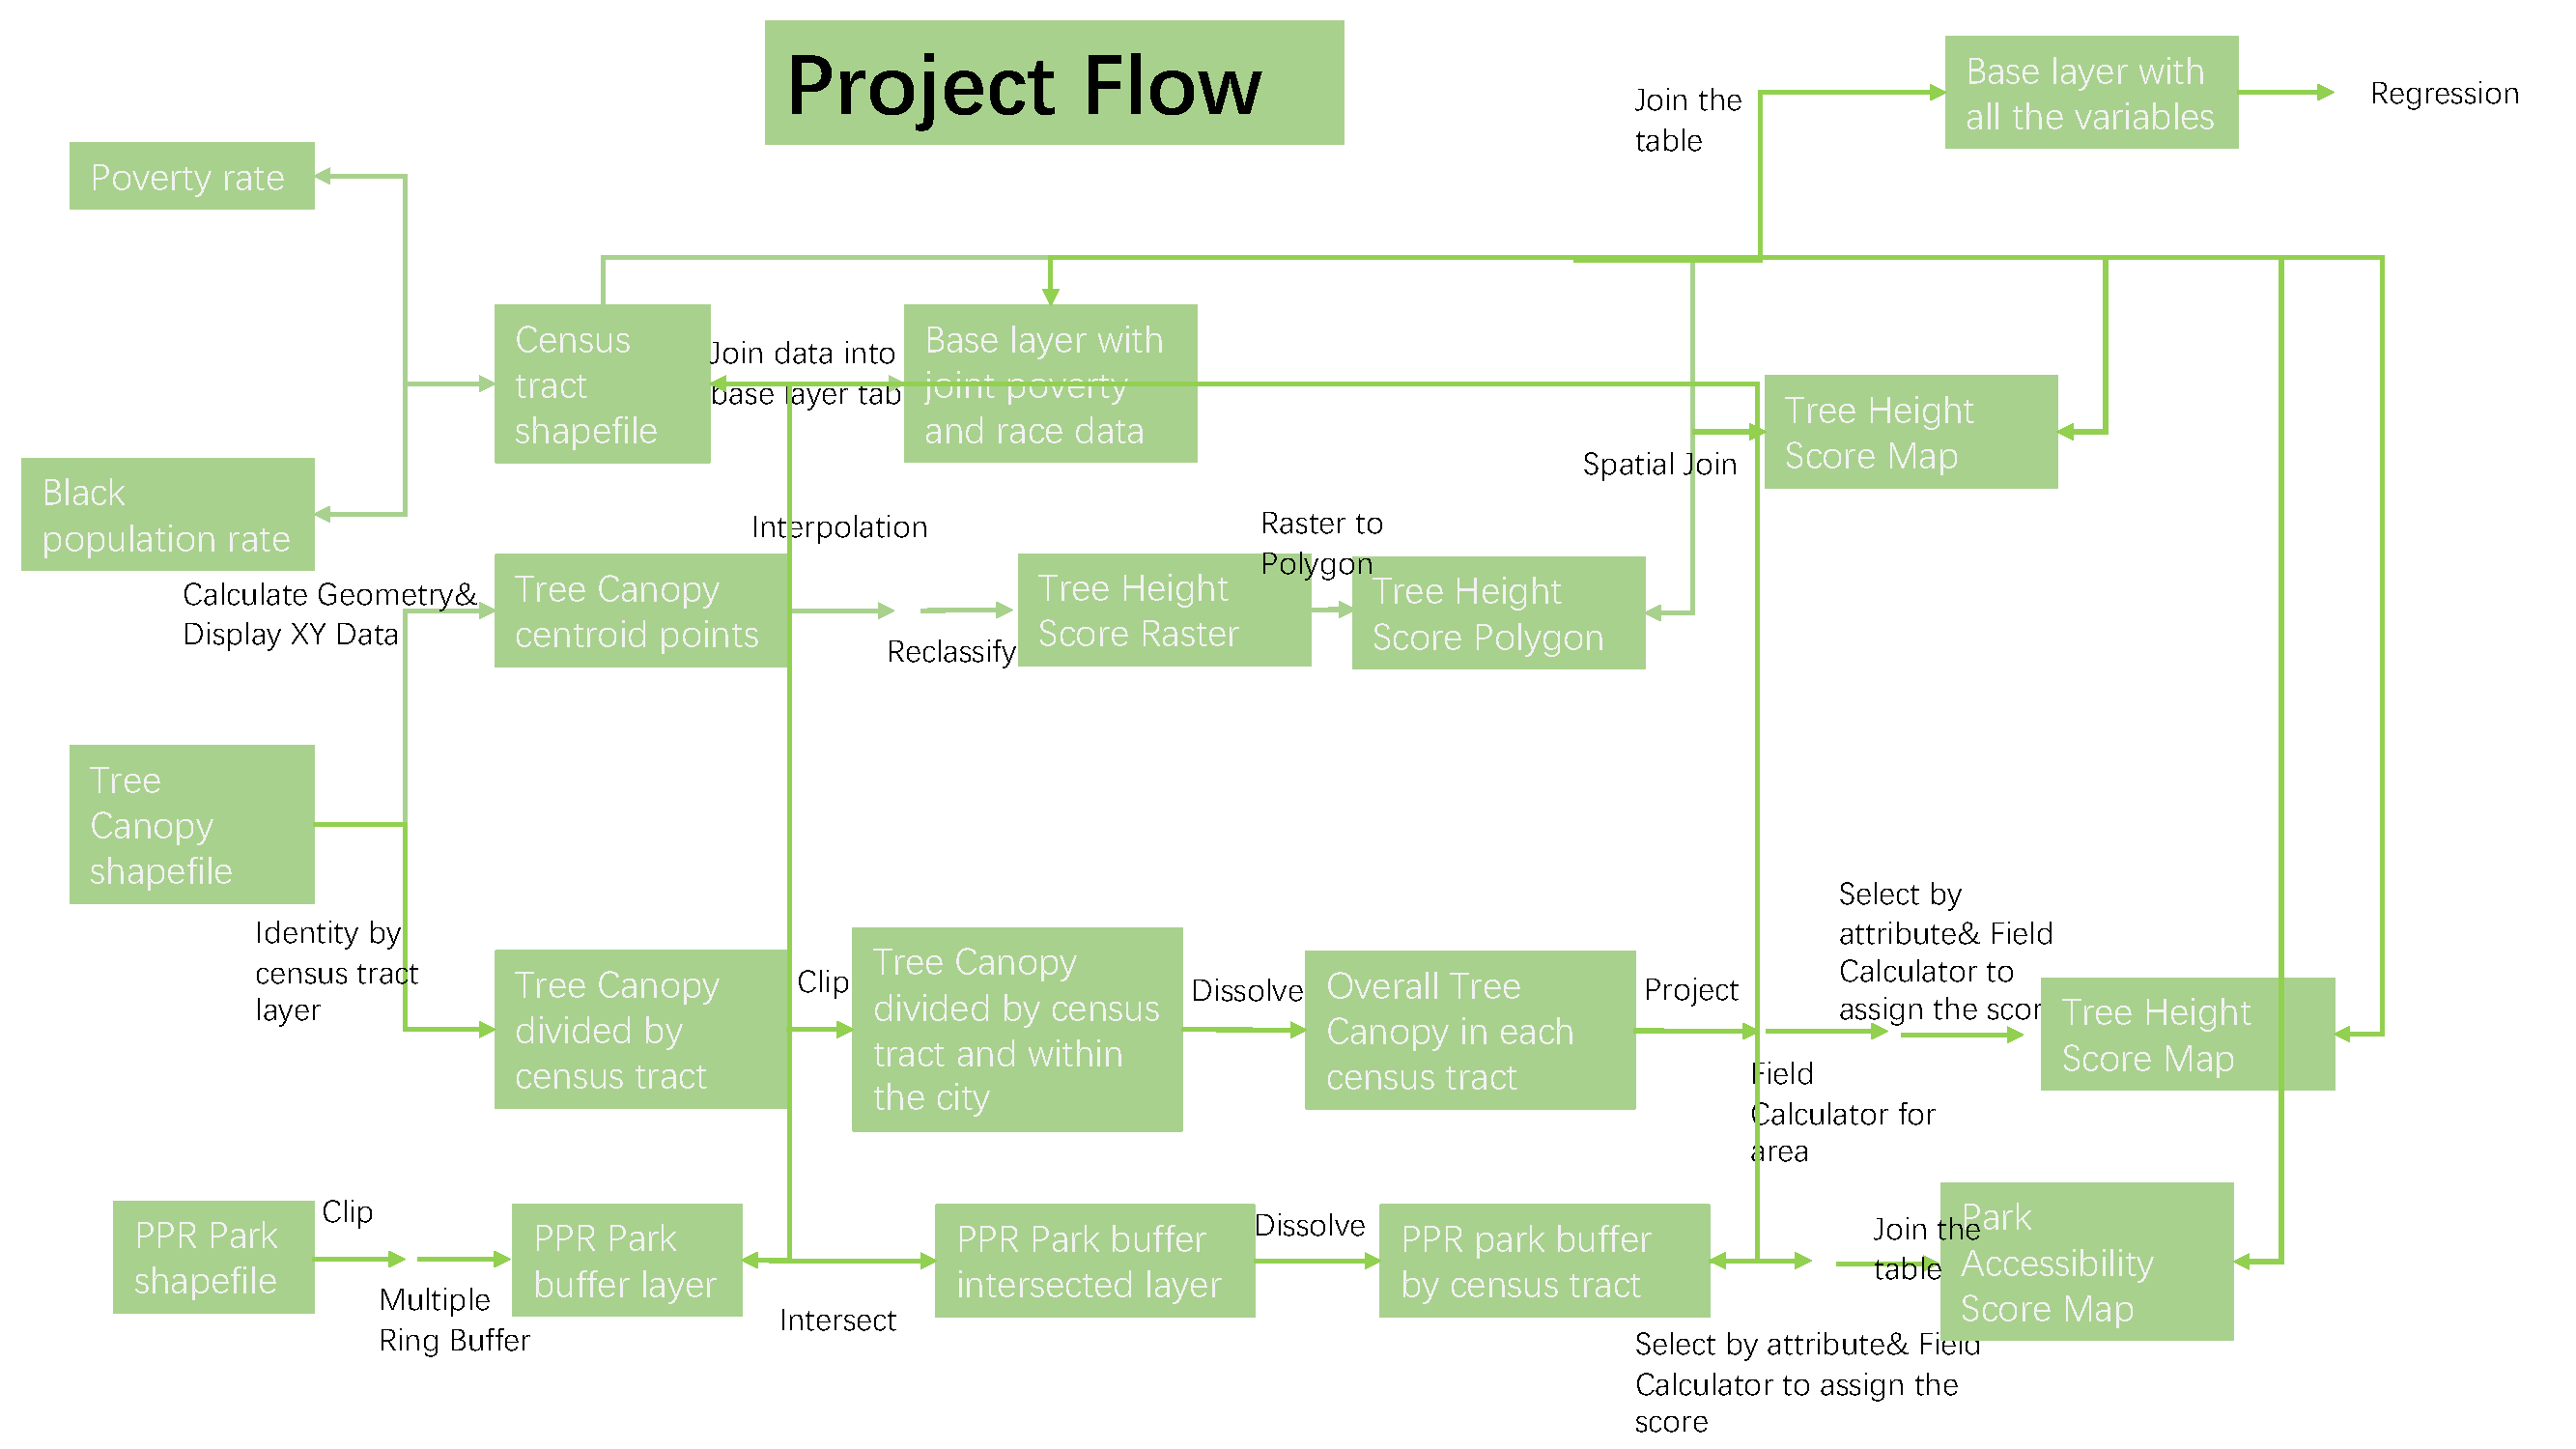 Project Flow
Join the
table
Base layer with
all the variables
Regression
Poverty rate
Census
tract
shapefile
Join data into
base layer tab
Base layer with
joint poverty
and race data
Tree Height
Score Map
Spatial Join
Black
population rate
Interpolation
Raster to
Polygon
Calculate Geometry&
Display XY Data
Tree Canopy
centroid points
Reclassify
Tree Height
Score Raster
Tree Height
Score Polygon
Tree
Canopy
shapefile
Identity by
census tract
layer
Tree Canopy
divided by
census tract
Clip
Tree Canopy
divided by census
tract and within
the city
Dissolve
Overall Tree
Canopy in each
census tract
Project
Select by
attribute& Field
Calculator to
assign the scor
Tree Height
Score Map
Field
Calculator for
area
PPR Park
shapefile
Clip
Multiple
Ring Buffer
PPR Park
buffer layer
Intersect
PPR Park buffer
intersected layer
Dissolve
PPR park buffer
by census tract
Join the
table
Park
Accessibility
Score Map
Select by attribute& Field
Calculator to assign the
score